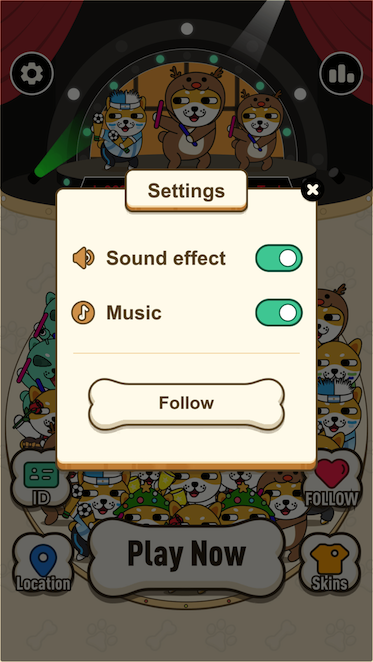 Settings
Sound effect
Music
Follow
ID
FOLLOW
Play Now
Location
Skins